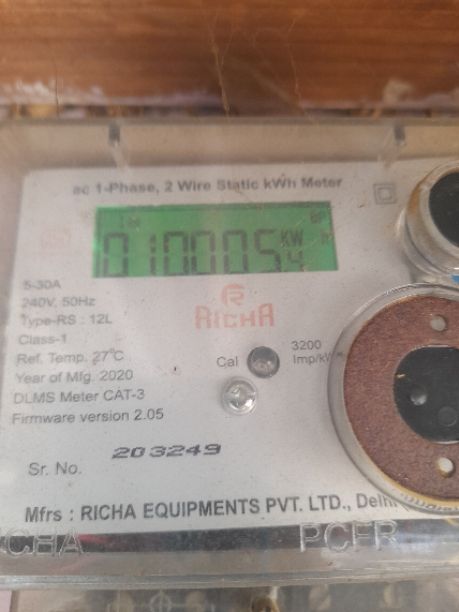 ac 1-Phase, 2 Wire Static kWh Meter
010005.4 KW
5-30A
240V, 50Hz
Type-RS : 12L
Class-1
Ref. Temp. 27°C
Year of Mfg. 2020
DLMS Meter CAT-3
Firmware version 2.05
RICHA
Cal
3200
Sr. No. 203249
Mfrs : RICHA EQUIPMENTS PVT. LTD., Delhi